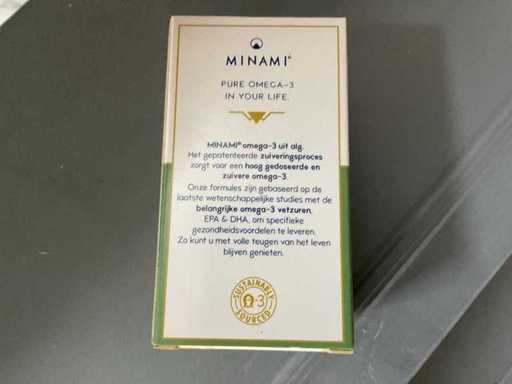 MINAMI®
PURE OMEGA-3
IN YOUR LIFE.
MINAMI® omega-3 uit alg.
Het gepatenteerde zuiveringsproces
zorgt voor een hoog gedoseerde en
zuivere omega-3.
Onze formules zijn gebaseerd op de
laatste wetenschappelijke studies met de
belangrijke omega-3 vetzuren,
EPA & DHA, om specifieke
gezondheidsvoordelen te leveren.
Zo kunt u met volle teugen van het leven
blijven genieten.
SUSTAINABLY
Ω-3
SOURCED